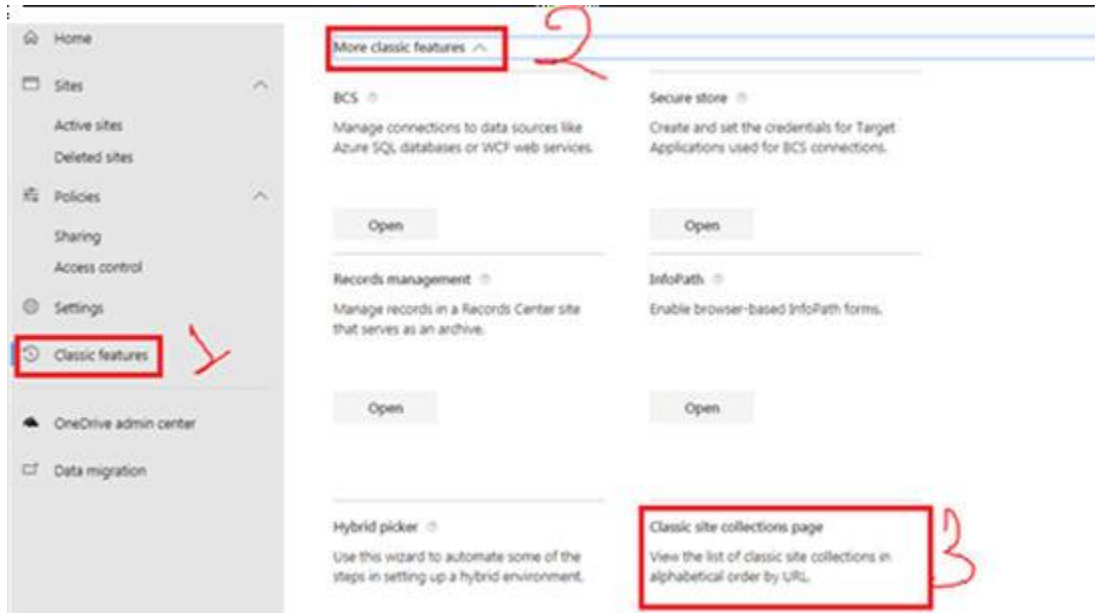 Home
Sites
Active sites
Deleted sites
Policies
Sharing
Access control
Settings
Classic features
1
OneDrive admin center
Data migration
More classic features
2
BCS
Manage connections to data sources like
Azure SQL databases or WCF web services.
Open
Secure store
Create and set the credentials for Target
Applications used for BCS connections.
Open
Records management
Manage records in a Records Center site
that serves as an archive.
Open
InfoPath
Enable browser-based InfoPath forms.
Open
Hybrid picker
Use this wizard to automate some of the
steps in setting up a hybrid environment.
Classic site collections page
View the list of classic site collections in
alphabetical order by URL.
3